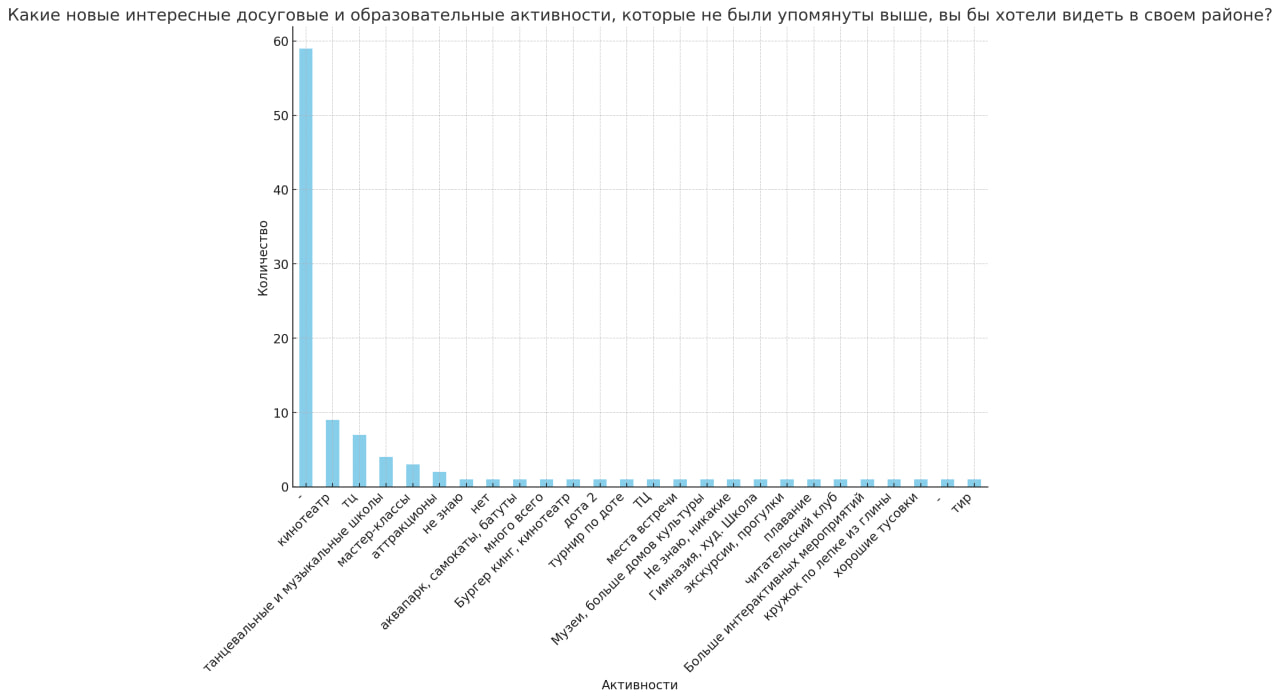 Какие новые интересные досуговые и образовательные активности, которые не были упомянуты выше, вы бы хотели видеть в своем районе?
60
50
40
30
20
10
0
Количество
-
кинотеатр
тц
танцевальные и музыкальные школы
мастер-классы
аттракционы
не знаю
нет
аквапарк, самокаты, батуты
много всего
Бургер кинг, кинотеатр
дота 2
турнир по доте
ТЦ
места встречи
Музеи, больше домов культуры
Не знаю, никакие
Гимназия, худ. Школа
экскурсии, прогулки
плавание
читательский клуб
Больше интерактивных мероприятий
кружок по лепке из глины
хорошие тусовки
-
тир
Активности